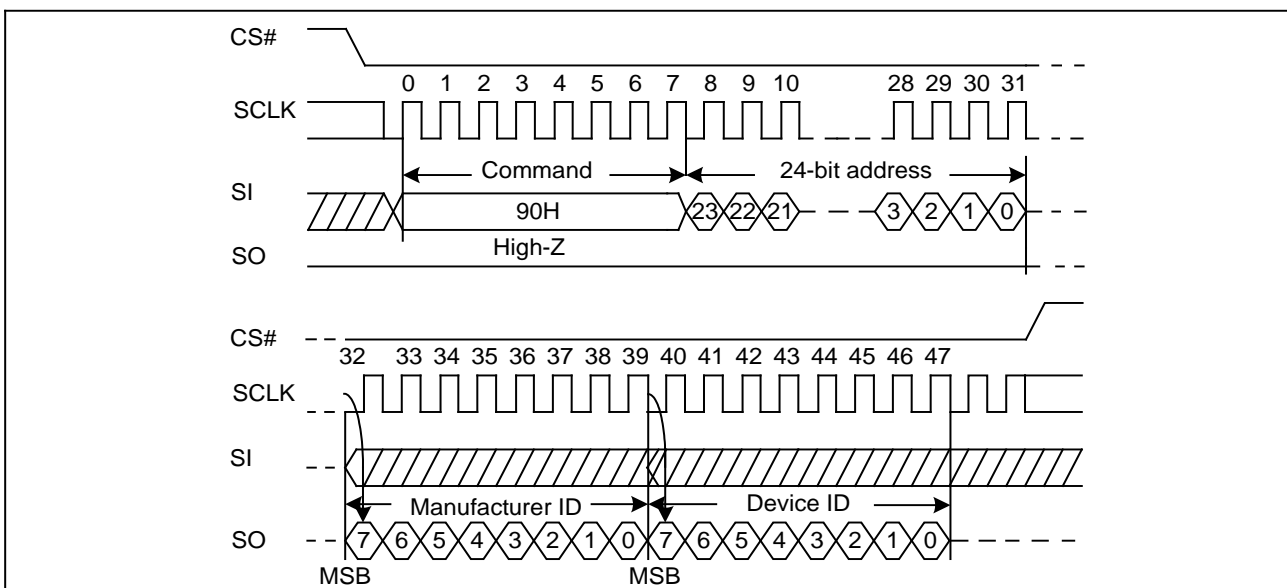 CS#
0 1 2 3 4 5 6 7 8 9 10 28 29 30 31
SCLK
Command 24-bit address
SI
90H 23 22 21 3 2 1 0
High-Z
SO
CS#
32 33 34 35 36 37 38 39 40 41 42 43 44 45 46 47
SCLK
SI
Manufacturer ID Device ID
SO 7 6 5 4 3 2 1 0 7 6 5 4 3 2 1 0
MSB MSB